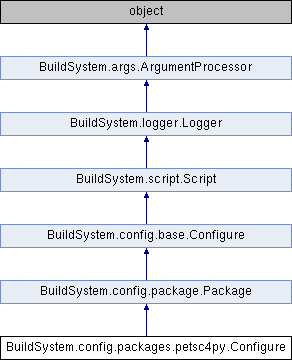 object
BuildSystem.args.ArgumentProcessor
BuildSystem.logger.Logger
BuildSystem.script.Script
BuildSystem.config.base.Configure
BuildSystem.config.package.Package
BuildSystem.config.packages.petsc4py.Configure